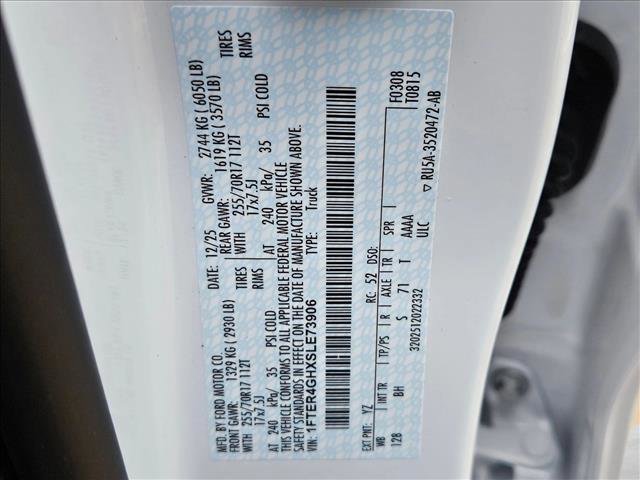 MFD. BY FORD MOTOR CO.
DATE: 12/25 GVWR: 2744 KG ( 6050 LB)
FRONT GAWR: 1329 KG ( 2930 LB) REAR GAWR: 1619 KG ( 3570 LB)
WITH 255/70R17 112T TIRES WITH 255/70R17 112T TIRES
17x7.5J RIMS 17x7.5J RIMS
AT 240 kPa/ 35 PSI COLD AT 240 kPa/ 35 PSI COLD
THIS VEHICLE CONFORMS TO ALL APPLICABLE FEDERAL MOTOR VEHICLE
SAFETY STANDARDS IN EFFECT ON THE DATE OF MANUFACTURE SHOWN ABOVE.
VIN: 1FTER4GHXSLE73906 TYPE: Truck
F0308
T0815
EXT PNT: YZ RC: 52 DSO:
WB INT TR TP/PS R AXLE TR SPR
128 BH S 71 T AAAA
ULC
3202512022332
▽ RU5A-3520472-AB